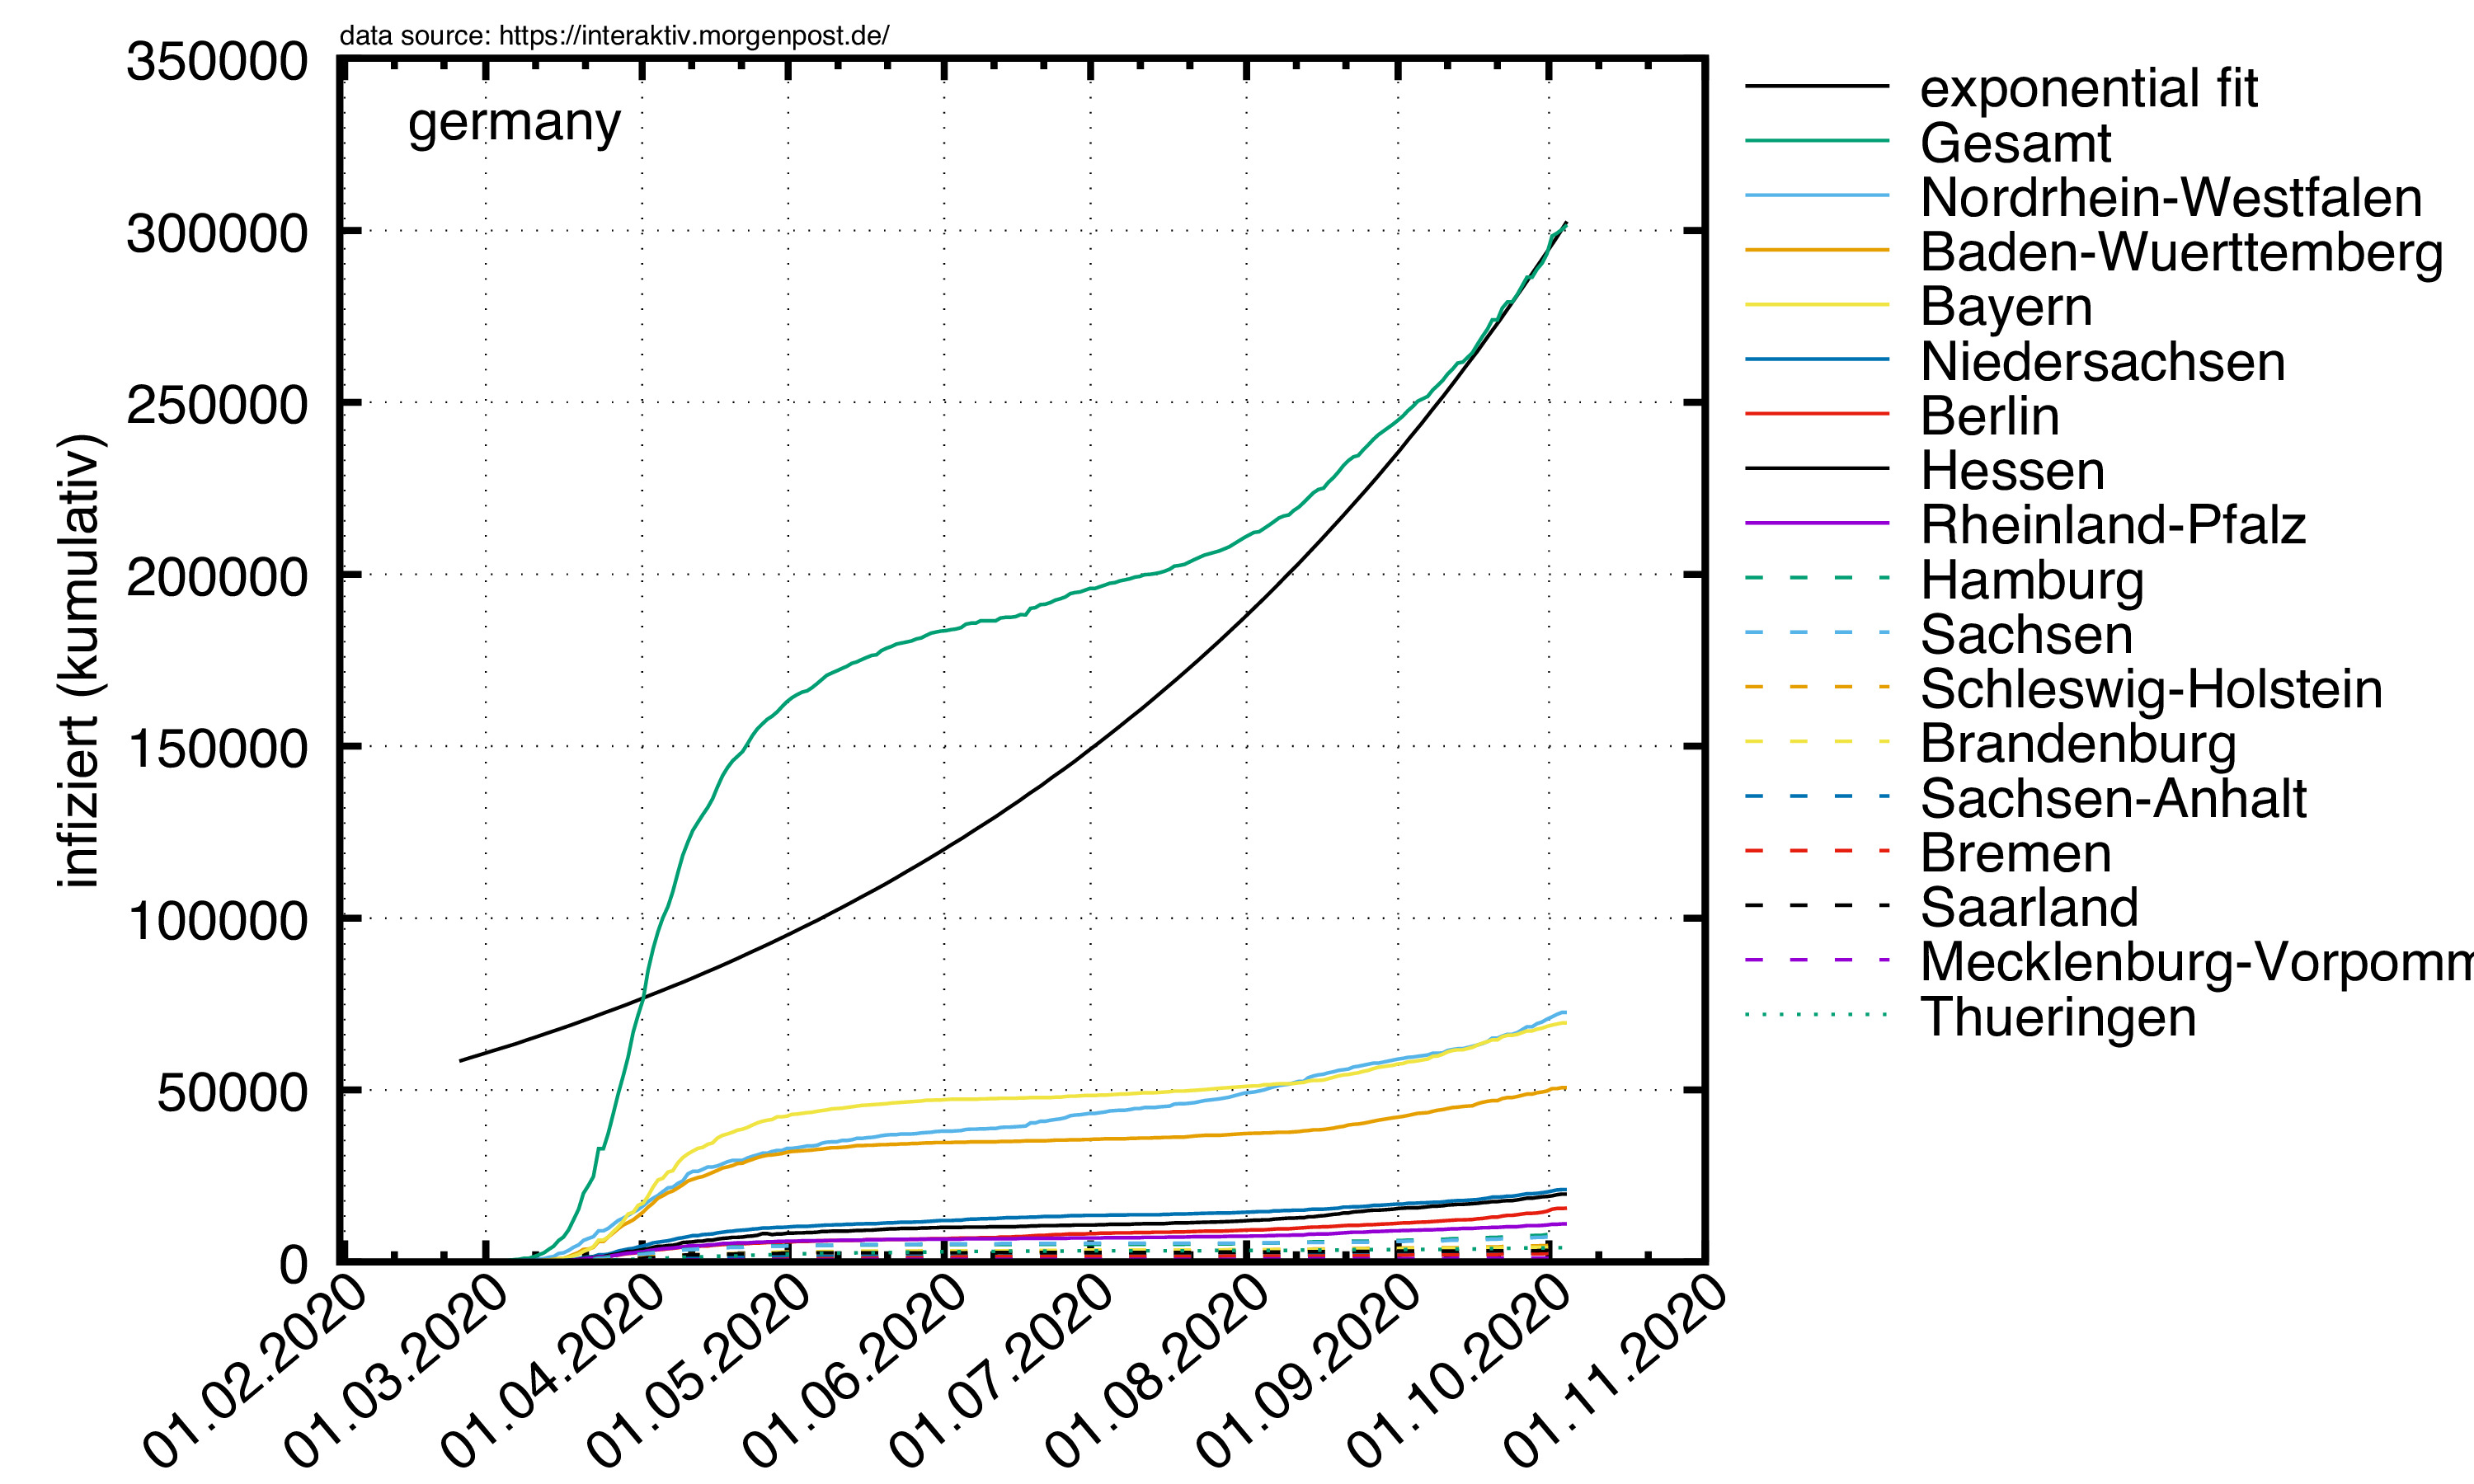 data source: https://interaktiv.morgenpost.de/
germany
infiziert (kumulativ)
350000
300000
250000
200000
150000
100000
50000
0
01.02.2020
01.03.2020
01.04.2020
01.05.2020
01.06.2020
01.07.2020
01.08.2020
01.09.2020
01.10.2020
01.11.2020
exponential fit
Gesamt
Nordrhein-Westfalen
Baden-Wuerttemberg
Bayern
Niedersachsen
Berlin
Hessen
Rheinland-Pfalz
Hamburg
Sachsen
Schleswig-Holstein
Brandenburg
Sachsen-Anhalt
Bremen
Saarland
Mecklenburg-Vorpomm
Thueringen